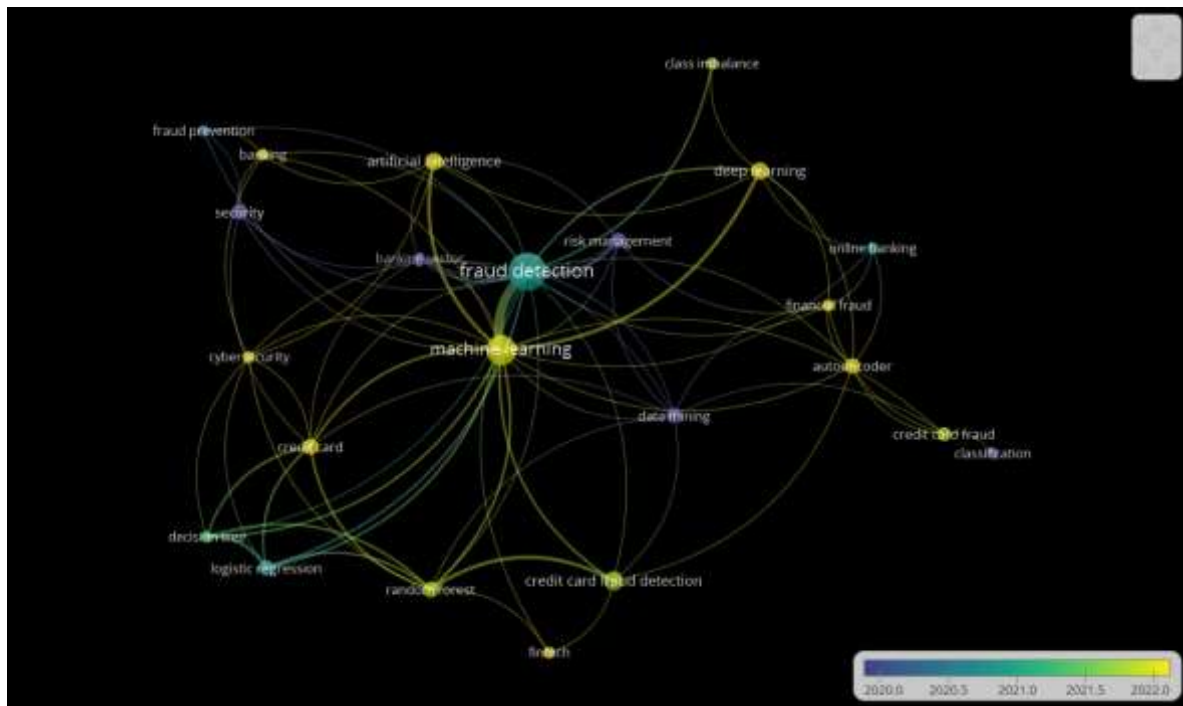 class imbalance
fraud prevention
banking
artificial intelligence
deep learning
security
risk management
online banking
banking sector
fraud detection
financial fraud
machine learning
cyber security
autoencoder
data mining
credit card fraud
credit card
classification
decision tree
logistic regression
random forest
credit card fraud detection
fintech
2020.0 2020.5 2021.0 2021.5 2022.0